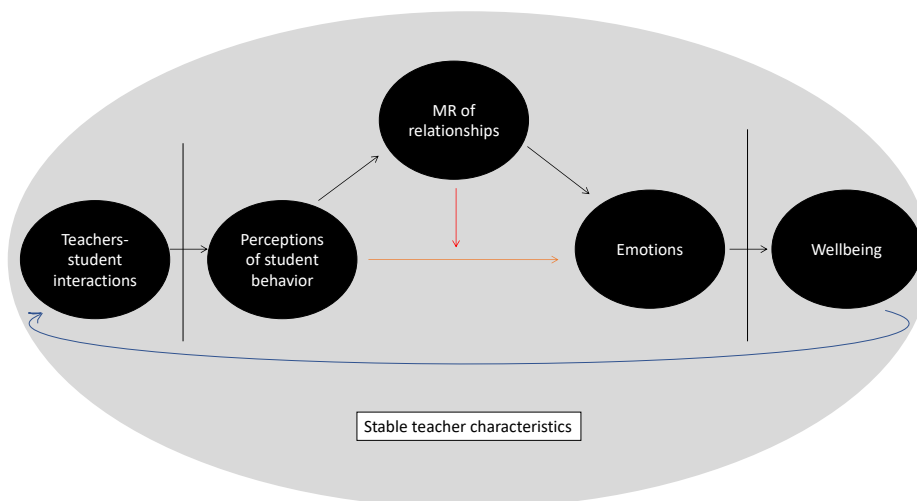 MR of
relationships
Teachers-
student
interactions
Perceptions
of student
behavior
Emotions
Wellbeing
Stable teacher characteristics